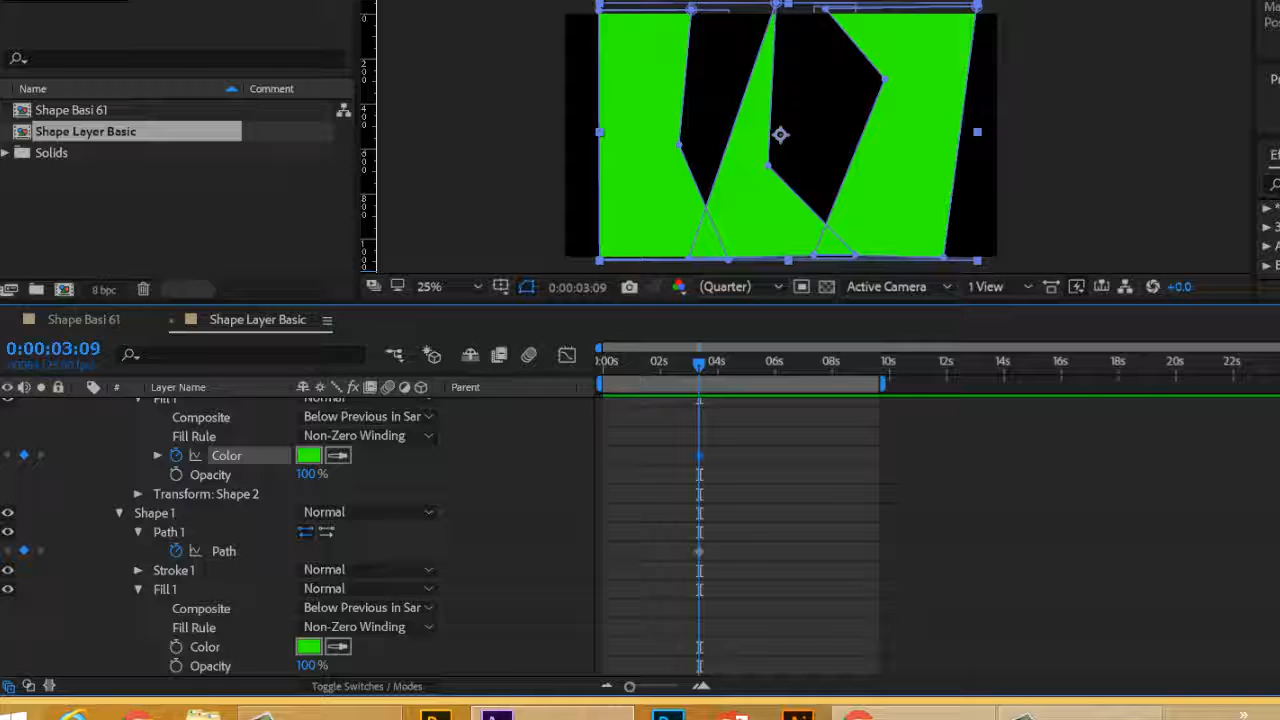 Name Comment
Shape Basi 61
Shape Layer Basic
Solids
8 bpc
25% 0:00:03:09 (Quarter) Active Camera 1 View +0.0
Shape Basi 61 Shape Layer Basic
0:00:03:09
:00s 02s 04s 06s 08s 10s 12s 14s 16s 18s 20s 22s
# Layer Name Parent
Fill 1 Normal
Composite Below Previous in Sar
Fill Rule Non-Zero Winding
Color
Opacity 100 %
Transform: Shape 2
Shape 1 Normal
Path 1
Path
Stroke 1 Normal
Fill 1 Normal
Composite Below Previous in Sar
Fill Rule Non-Zero Winding
Color
Opacity 100 %
Toggle Switches / Modes